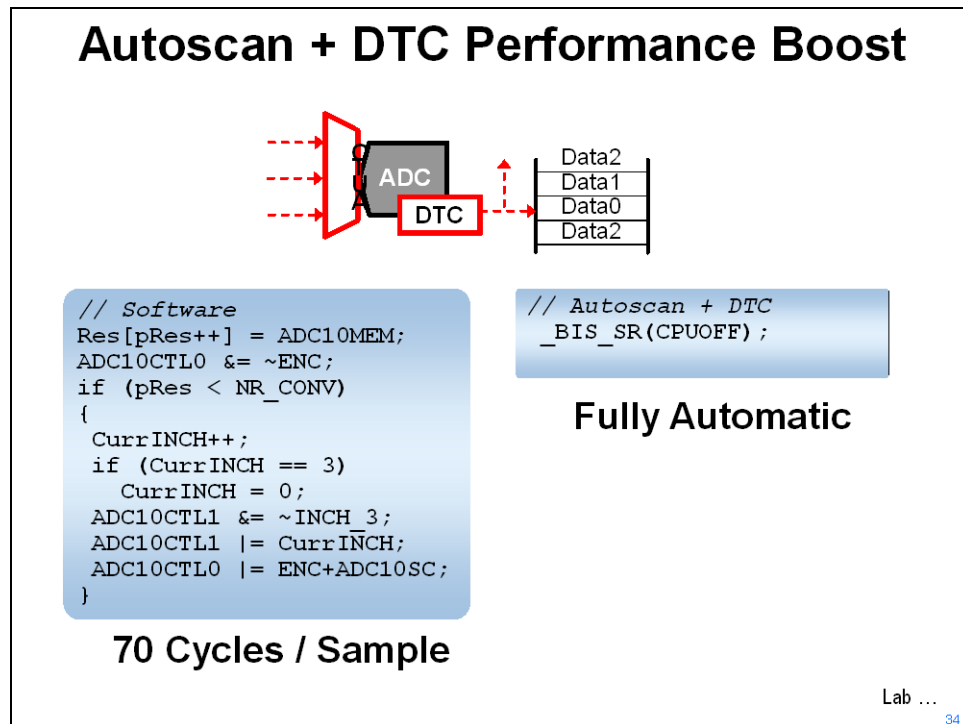 Autoscan + DTC Performance Boost
AUTO
ADC
DTC
Data2
Data1
Data0
Data2
// Software
Res[pRes++] = ADC10MEM;
ADC10CTL0 &= ~ENC;
if (pRes < NR_CONV)
{
CurrINCH++;
if (CurrINCH == 3)
CurrINCH = 0;
ADC10CTL1 &= ~INCH_3;
ADC10CTL1 |= CurrINCH;
ADC10CTL0 |= ENC+ADC10SC;
}
70 Cycles / Sample
// Autoscan + DTC
_BIS_SR(CPUOFF);
Fully Automatic
Lab …
34